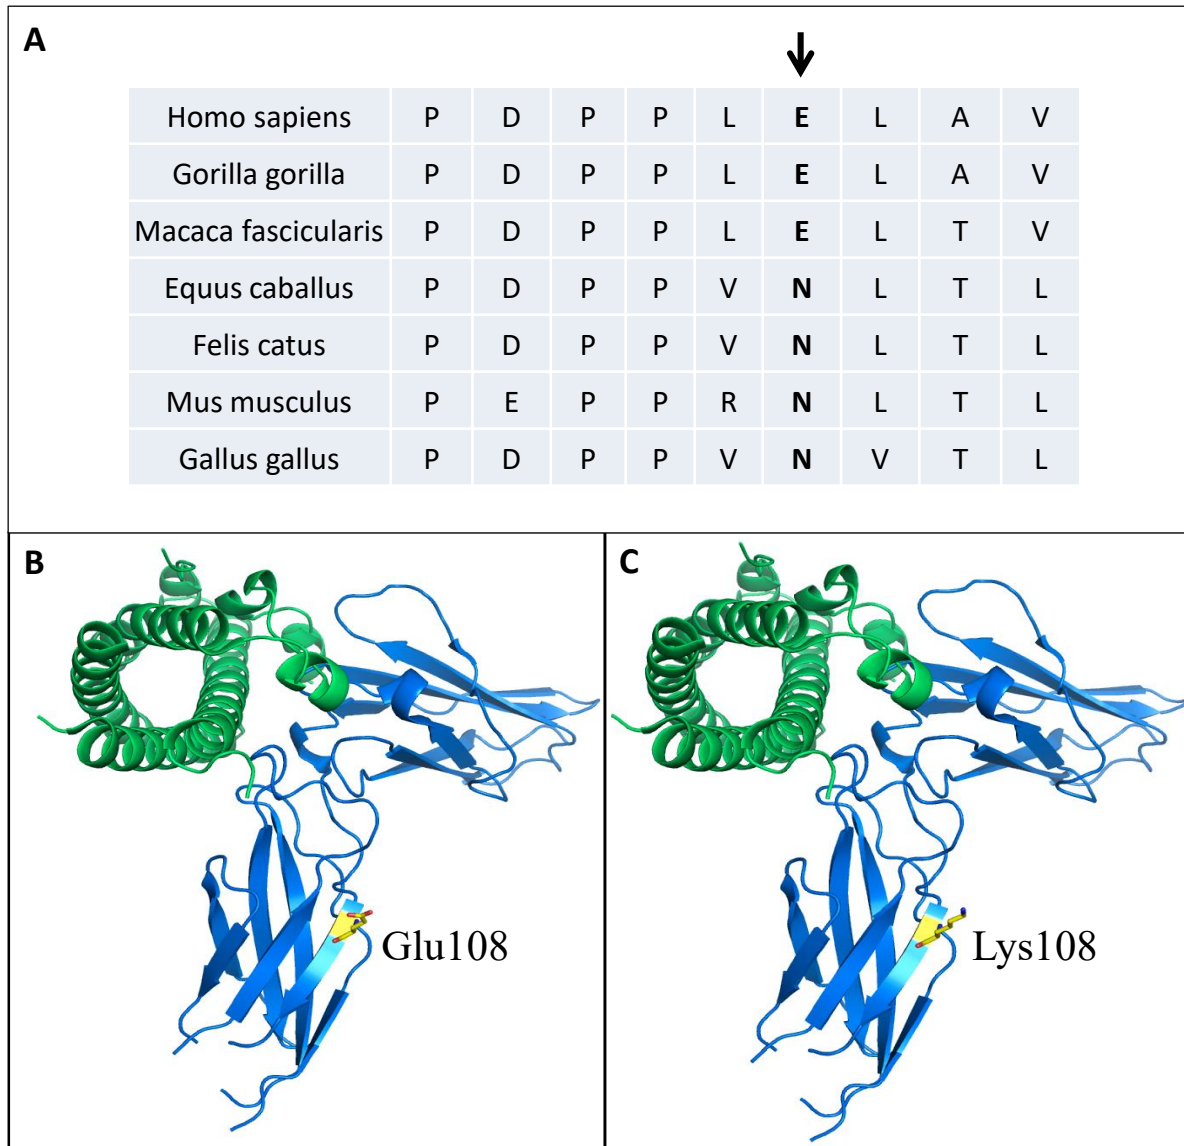 A
Homo sapiens P D P P L E L A V
Gorilla gorilla P D P P L E L A V
Macaca fascicularis P D P P L E L T V
Equus caballus P D P P V N L T L
Felis catus P D P P V N L T L
Mus musculus P E P P R N L T L
Gallus gallus P D P P V N V T L
B
Glu108
C
Lys108